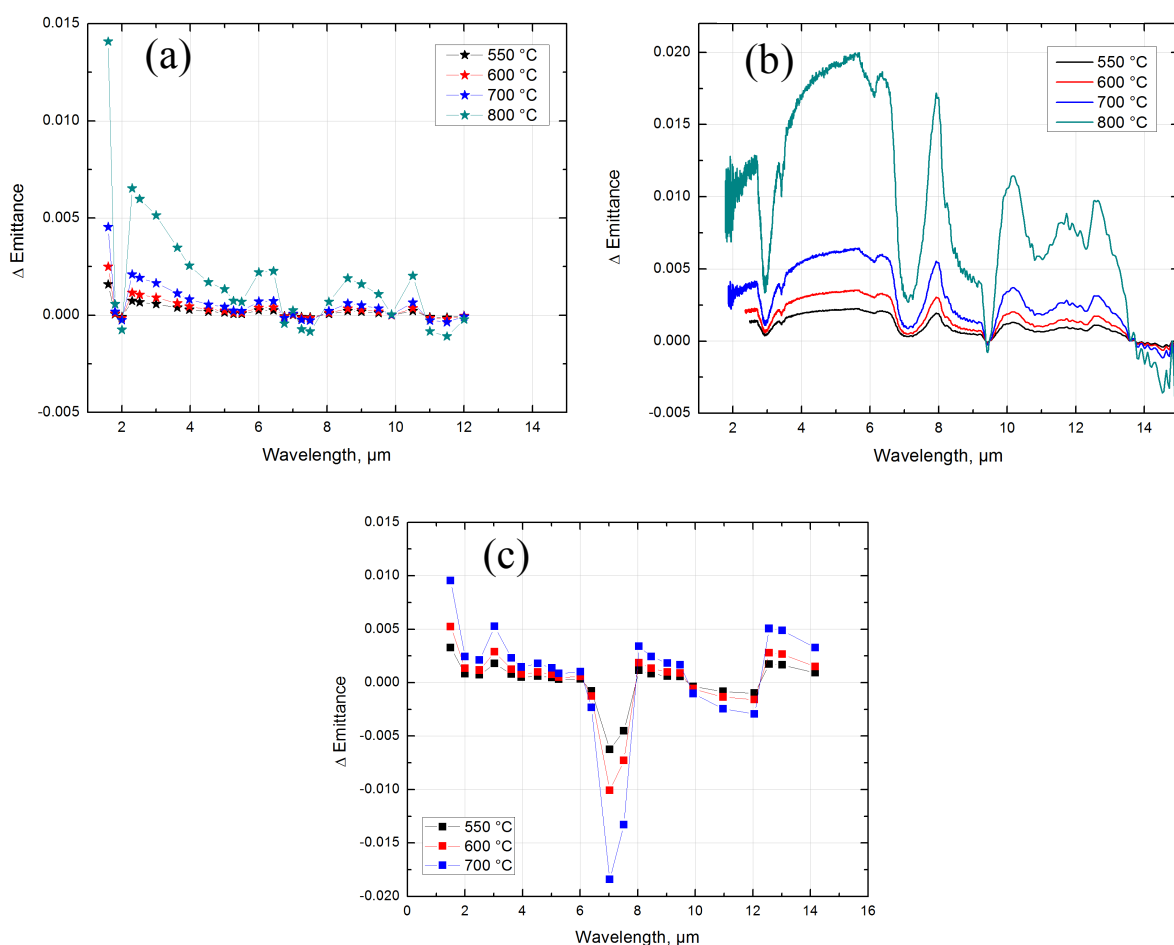 (a)
550 °C
600 °C
700 °C
800 °C
0.015
0.010
0.005
0.000
-0.005
Δ Emittance
2 4 6 8 10 12 14
Wavelength, µm
(b)
550 °C
600 °C
700 °C
800 °C
0.020
0.015
0.010
0.005
0.000
-0.005
Δ Emittance
2 4 6 8 10 12 14
Wavelength, µm
(c)
0.015
0.010
0.005
0.000
-0.005
-0.010
-0.015
-0.020
Δ Emittance
550 °C
600 °C
700 °C
0 2 4 6 8 10 12 14 16
Wavelength, µm